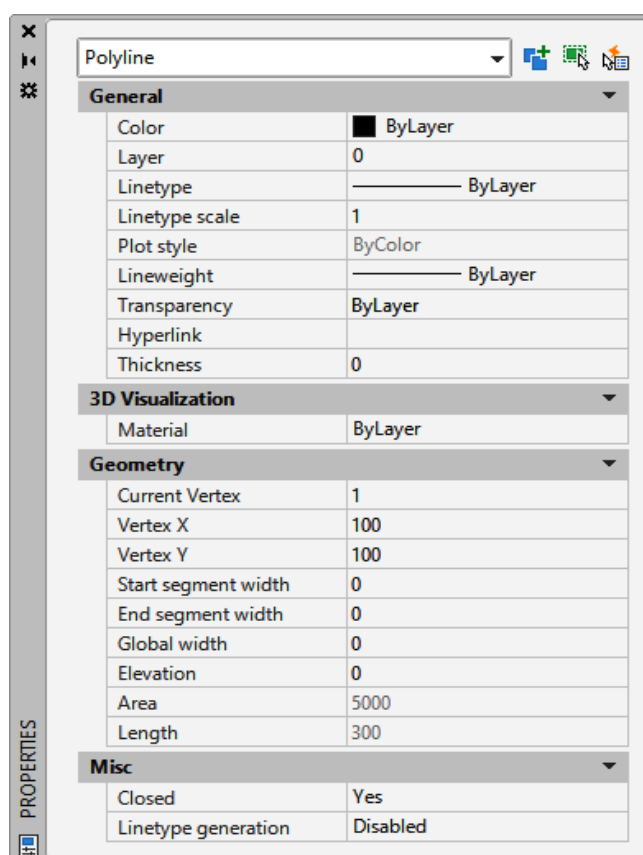 Polyline
General
Color ByLayer
Layer 0
Linetype ByLayer
Linetype scale 1
Plot style ByColor
Lineweight ByLayer
Transparency ByLayer
Hyperlink
Thickness 0
3D Visualization
Material ByLayer
Geometry
Current Vertex 1
Vertex X 100
Vertex Y 100
Start segment width 0
End segment width 0
Global width 0
Elevation 0
Area 5000
Length 300
Misc
Closed Yes
Linetype generation Disabled
PROPERTIES